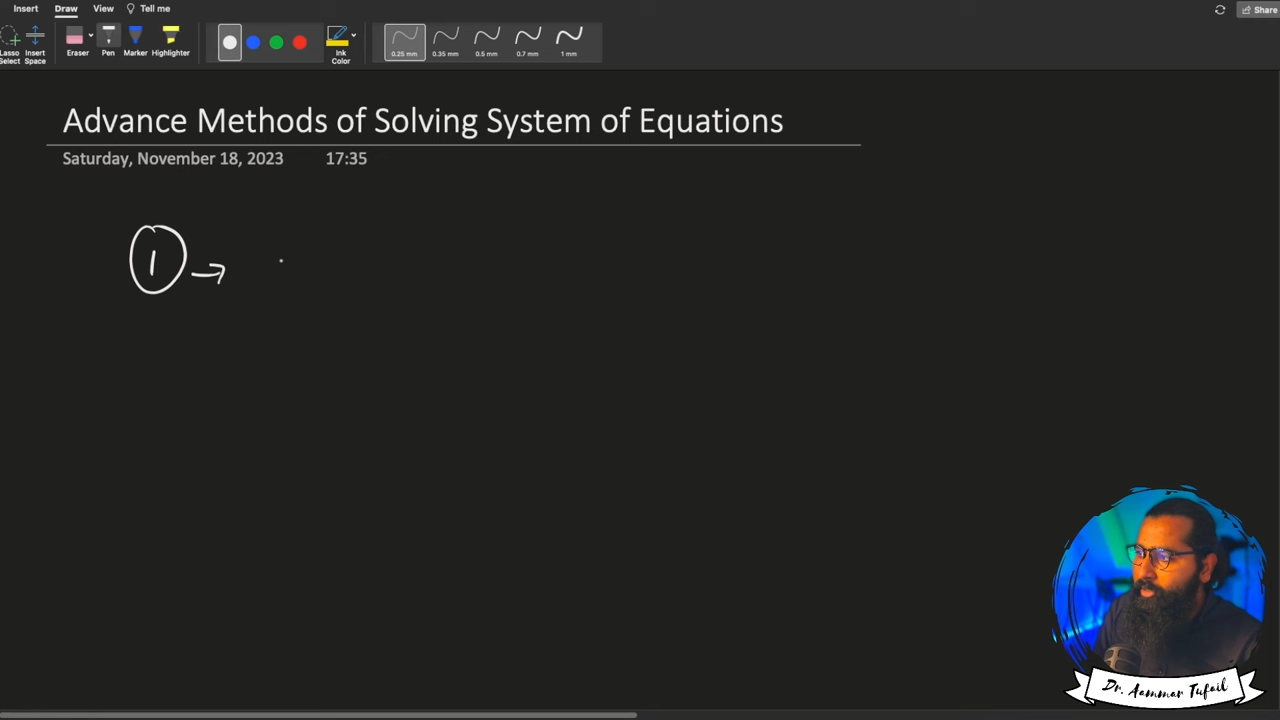 Insert Draw View Tell me Share
Lasso Select Insert Space Eraser Pen Marker Highlighter Ink Color 0.25 mm 0.35 mm 0.5 mm 0.7 mm 1 mm
Advance Methods of Solving System of Equations
Saturday, November 18, 2023 17:35
1 →
Dr. Aammar Tufail